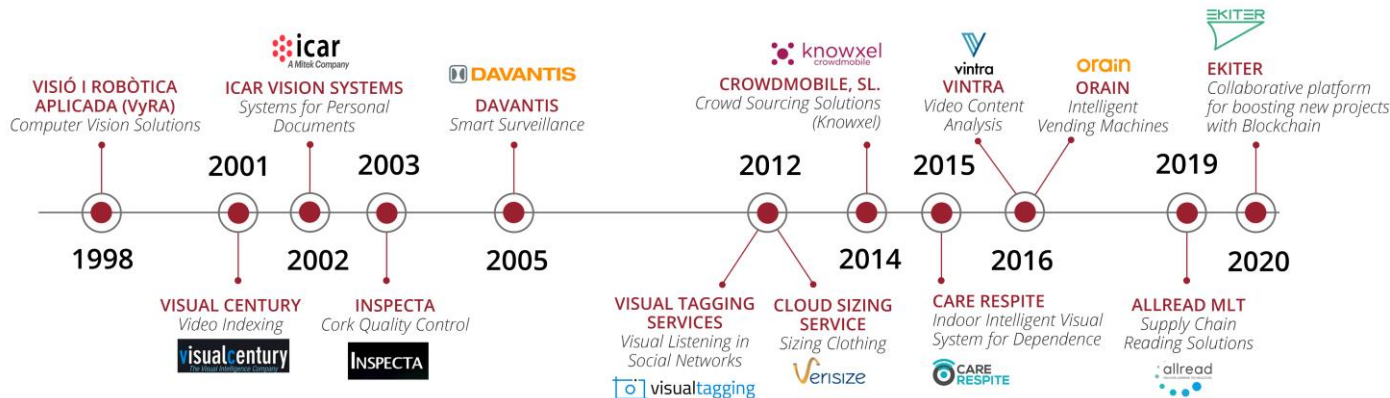 VISIÓ I ROBÒTICA
APLICADA (VyRA)
Computer Vision Solutions
1998
2001
VISUAL CENTURY
Video Indexing
visualcentury
The Visual Intelligence Company
icar
A Mitek Company
ICAR VISION SYSTEMS
Systems for Personal
Documents
2002
2003
INSPECTA
Cork Quality Control
INSPECTA
DAVANTIS
DAVANTIS
Smart Surveillance
2005
2012
VISUAL TAGGING
SERVICES
Visual Listening in
Social Networks
visualtagging
CLOUD SIZING
SERVICE
Sizing Clothing
Verisize
knowxel
crowdmobile
CROWDMOBILE, SL.
Crowd Sourcing Solutions
(Knowxel)
2014
2015
CARE RESPITE
Indoor Intelligent Visual
System for Dependence
CARE
RESPITE
vintra
VINTRA
Video Content
Analysis
orain
ORAIN
Intelligent
Vending Machines
2016
2019
ALLREAD MLT
Supply Chain
Reading Solutions
allread
EKITER
EKITER
Collaborative platform
for boosting new projects
with Blockchain
2020